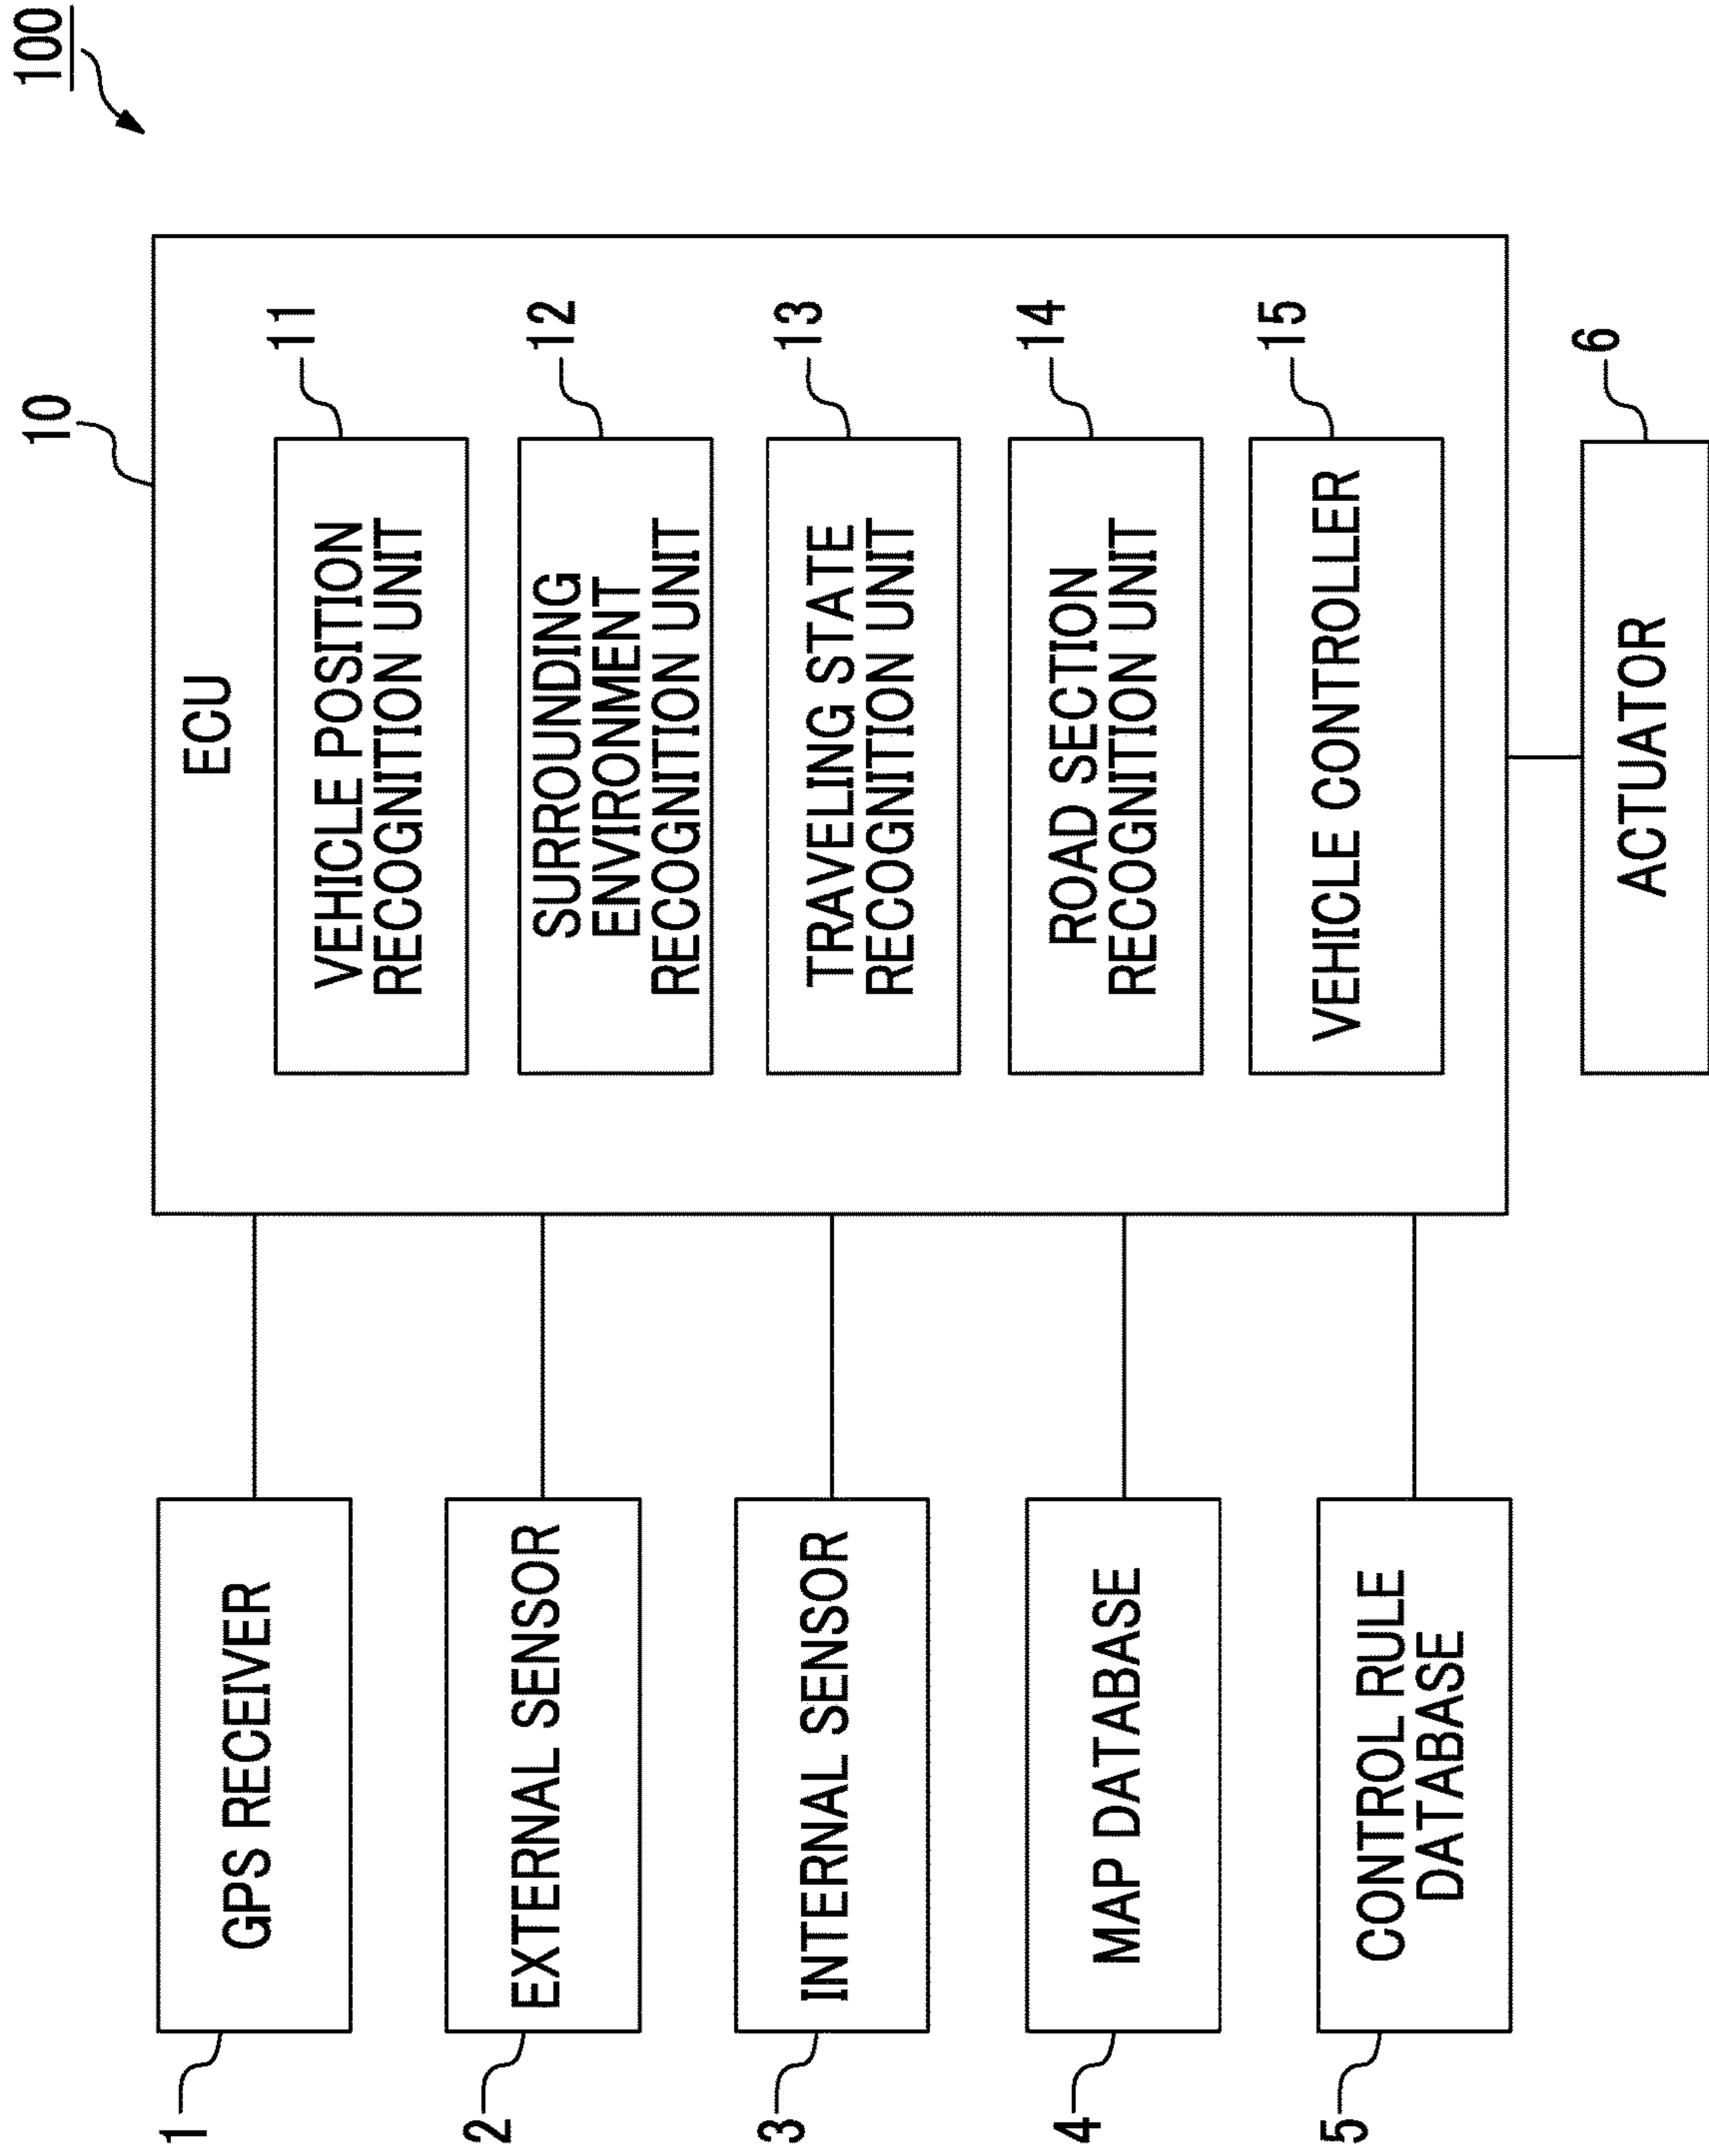 100
10
ECU
1
GPS RECEIVER
VEHICLE POSITION
RECOGNITION UNIT
11
2
EXTERNAL SENSOR
SURROUNDING
ENVIRONMENT
RECOGNITION UNIT
12
3
INTERNAL SENSOR
TRAVELING STATE
RECOGNITION UNIT
13
4
MAP DATABASE
ROAD SECTION
RECOGNITION UNIT
14
5
CONTROL RULE
DATABASE
VEHICLE CONTROLLER
15
ACTUATOR
6